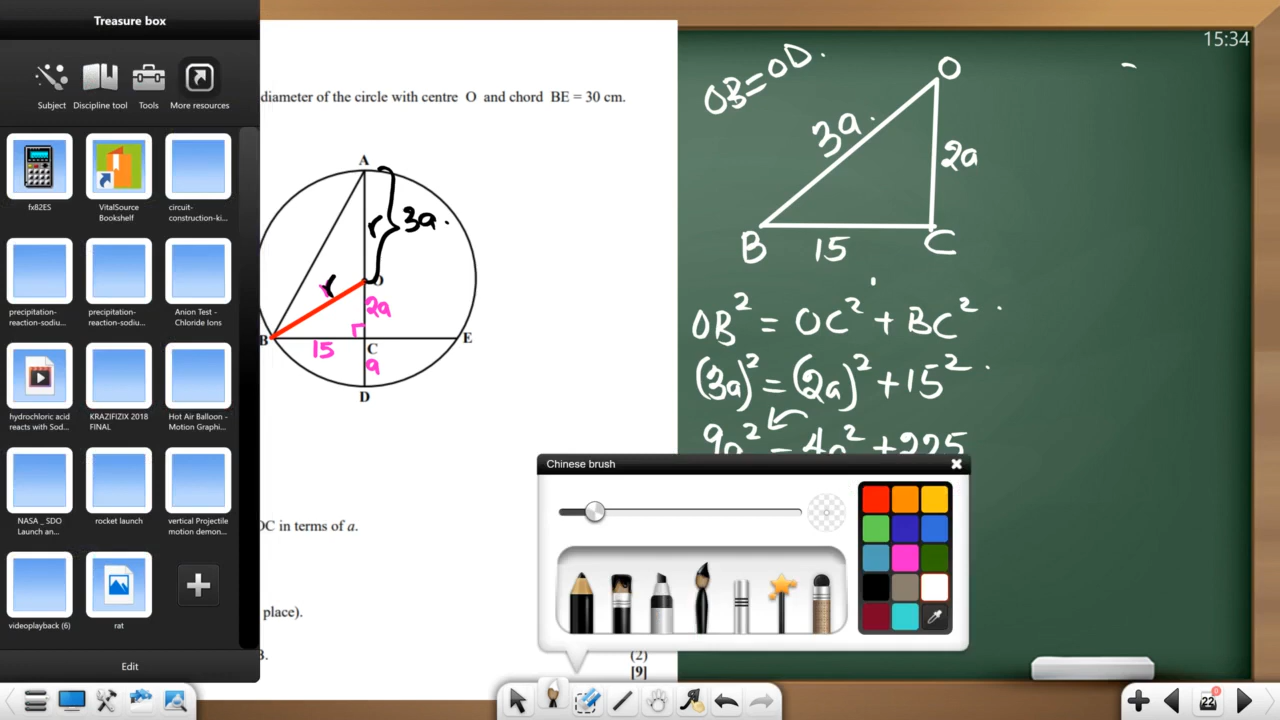 Treasure box
Subject
Discipline tool
Tools
More resources
fx82ES
VitalSource Bookshelf
circuit-construction-ki...
precipitation-reaction-sodiu...
precipitation-reaction-sodiu...
Anion Test - Chloride Ions
hydrochloric acid reacts with Sod...
KRAZIFIZIX 2018 FINAL
Hot Air Balloon - Motion Graphi...
NASA _ SDO Launch an...
rocket launch
vertical Projectile motion demon...
videoplayback (6)
rat
Edit
diameter of the circle with centre O and chord BE = 30 cm.
A
r
3a.
r
O
2a
B
15
C
E
a
D
OC in terms of a.
place).
B.
(2)
[9]
15:34
OB=OD.
O
3a.
2a
B
15
C
OB² = OC² + BC².
(3a)² = (2a)² + 15².
9a² = 4a² + 225
Chinese brush
22